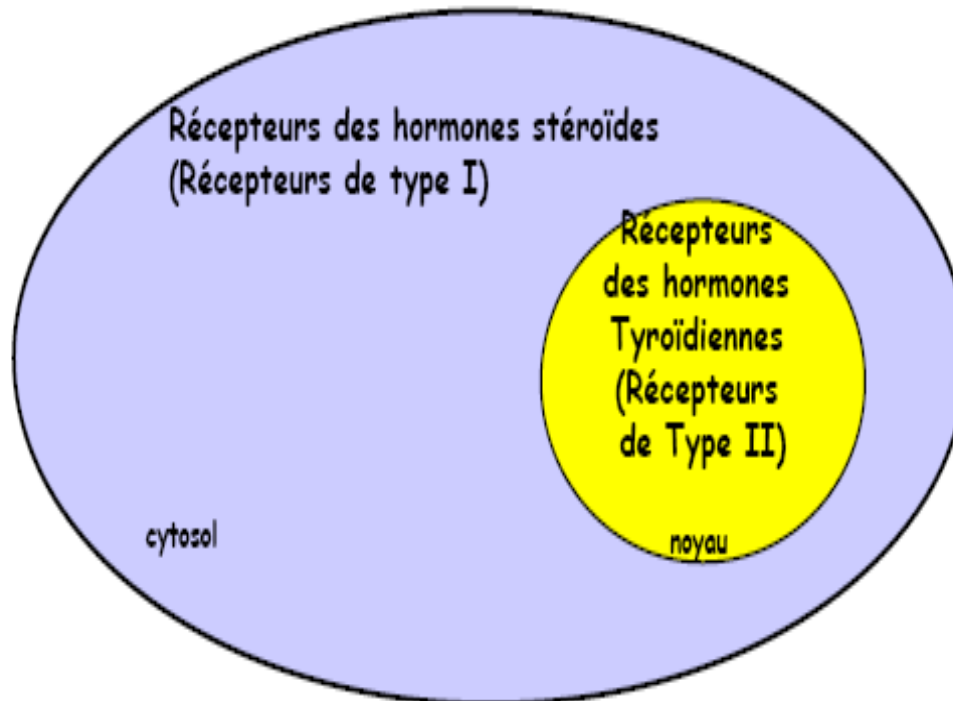 Récepteurs des hormones stéroïdes
(Récepteurs de type I)
Récepteurs
des hormones
Tyroïdiennes
(Récepteurs
de Type II)
cytosol
noyau